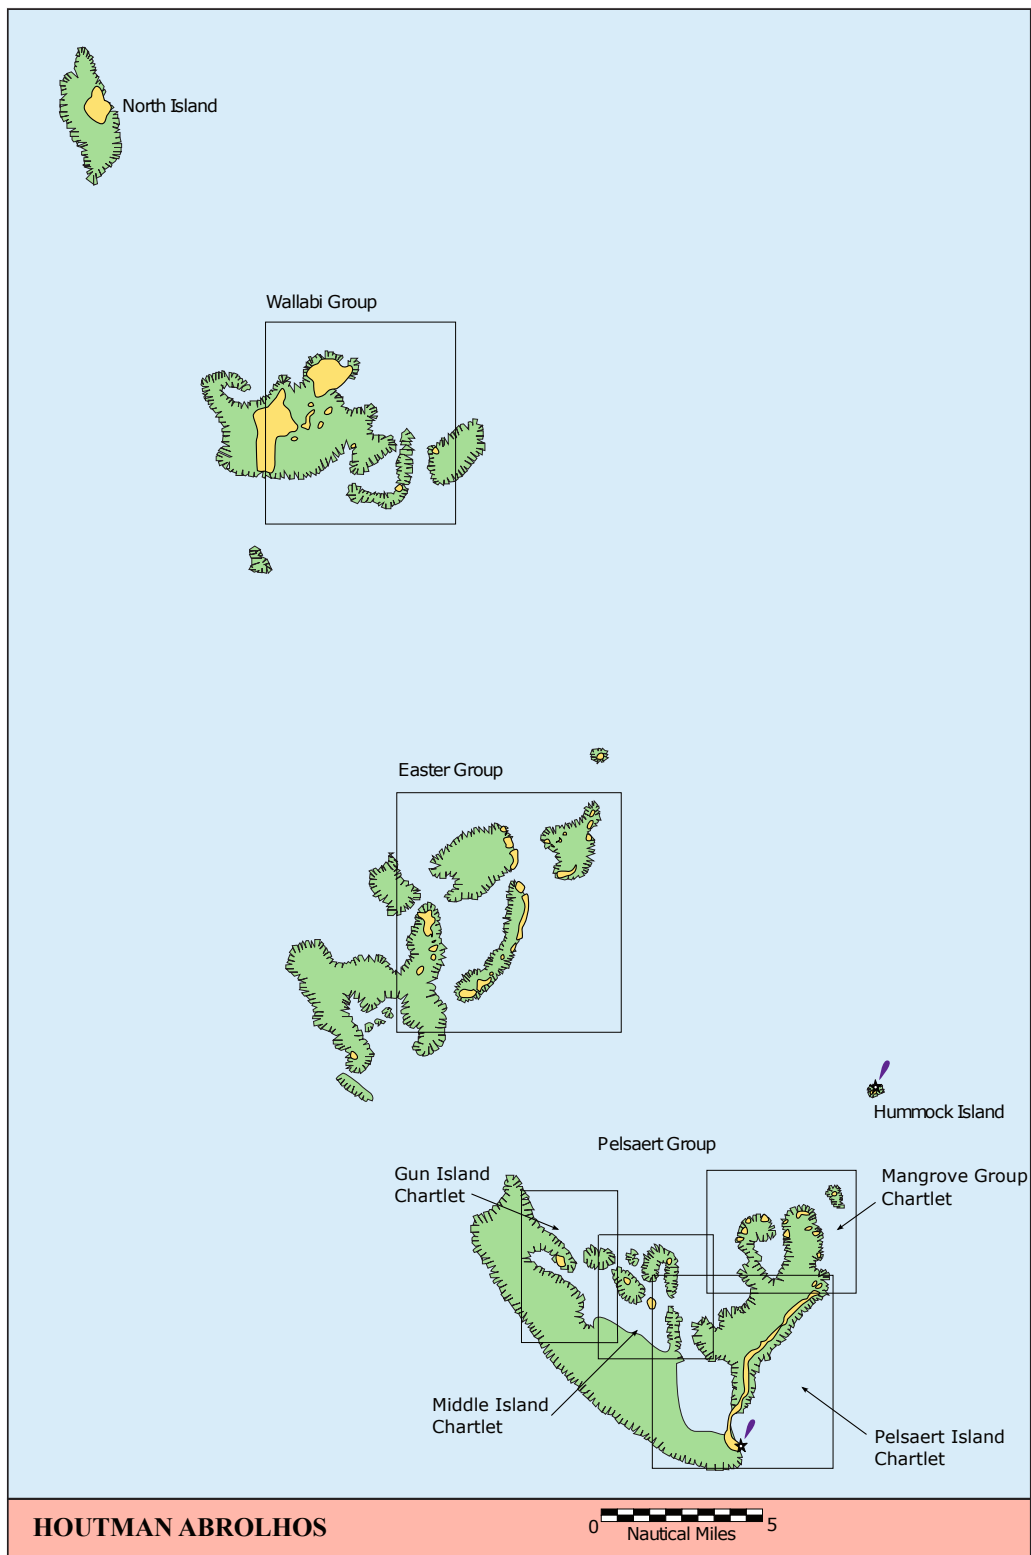 North Island
Wallabi Group
Easter Group
Hummock Island
Pelsaert Group
Gun Island
Chartlet
Mangrove Group
Chartlet
Middle Island
Chartlet
Pelsaert Island
Chartlet
HOUTMAN ABROLHOS
0 5
Nautical Miles